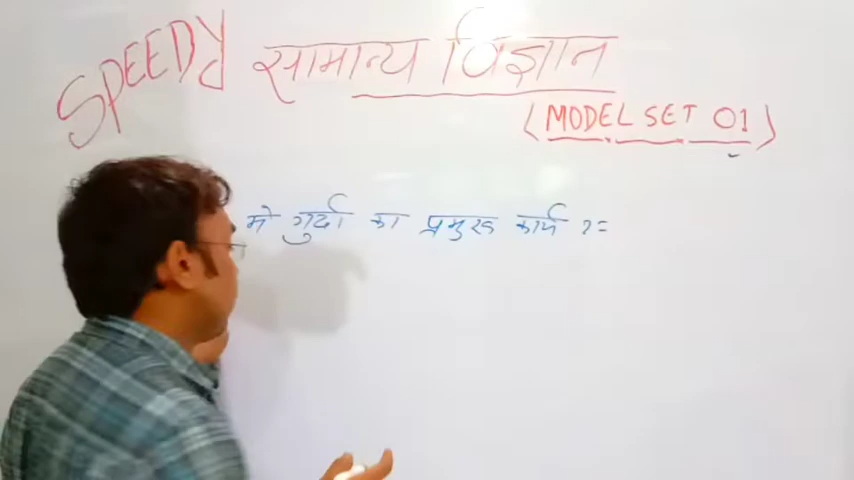 SPEEDY सामान्य विज्ञान
(MODEL SET 01)
मे गुर्दा का प्रमुख कार्य ?=